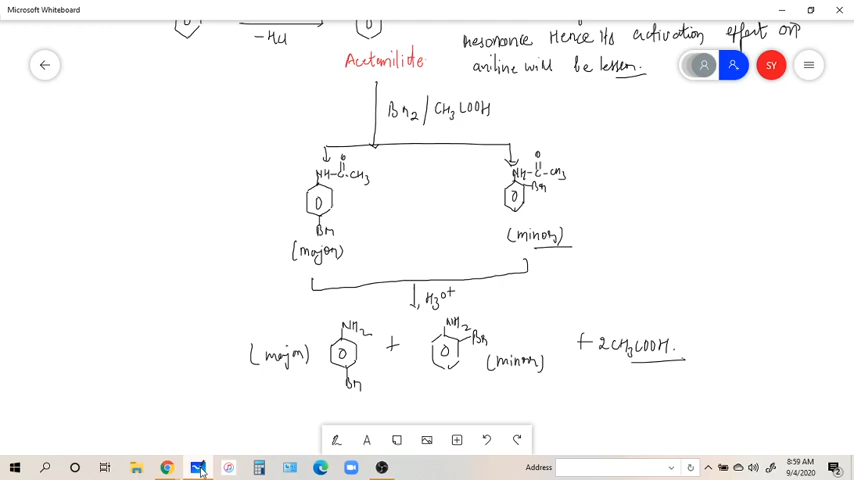 Microsoft Whiteboard
-HCl
resonance Hence its activation effect on
aniline will be lessen.
SY
Acetanilide
Br2 / CH3COOH
O
NH-C-CH3
Br
(major)
O
NH-C-CH3
Br
(minor)
H3O+
(major)
NH2
Br
+
NH2
Br
(minor)
+ 2CH3COOH.
A
Address
8:59 AM
9/4/2020
2